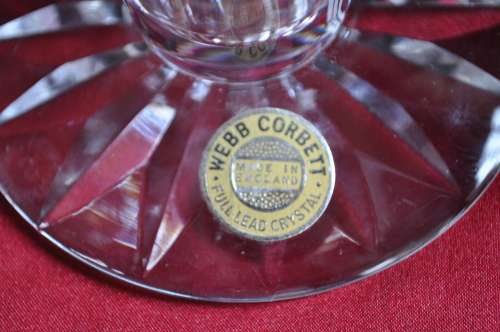 · WEBB CORBETT ·
MADE IN
ENGLAND
FULL LEAD CRYSTAL